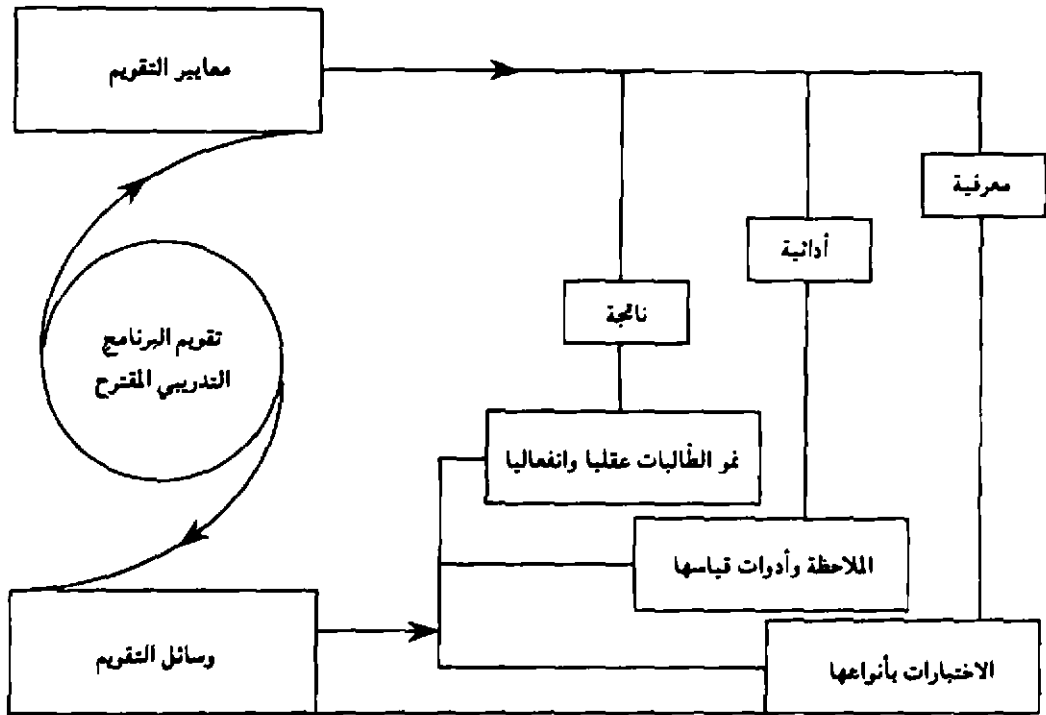 معايير التقويم
معرفية
أدائية
ناتجة
تقويم البرنامج
التدريبي المقترح
نمو الطالبات عقليا وانفعاليا
الملاحظة وأدوات قياسها
وسائل التقويم
الاختبارات بأنواعها